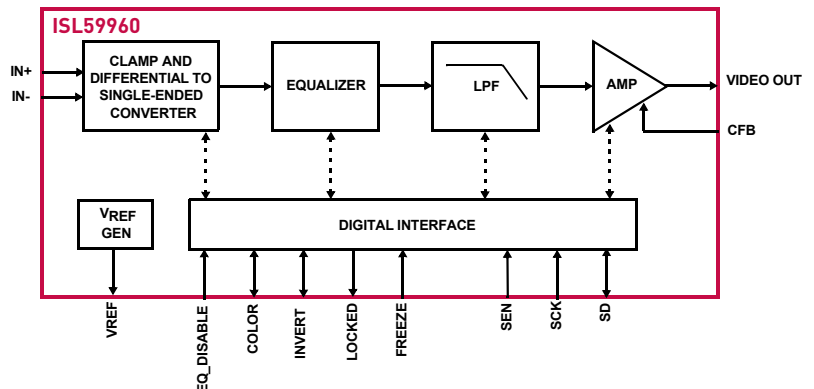 ISL59960
IN+
IN-
CLAMP AND
DIFFERENTIAL TO
SINGLE-ENDED
CONVERTER
EQUALIZER
LPF
AMP
VIDEO OUT
CFB
VREF
GEN
DIGITAL INTERFACE
VREF
EQ_DISABLE
COLOR
INVERT
LOCKED
FREEZE
SEN
SCK
SD